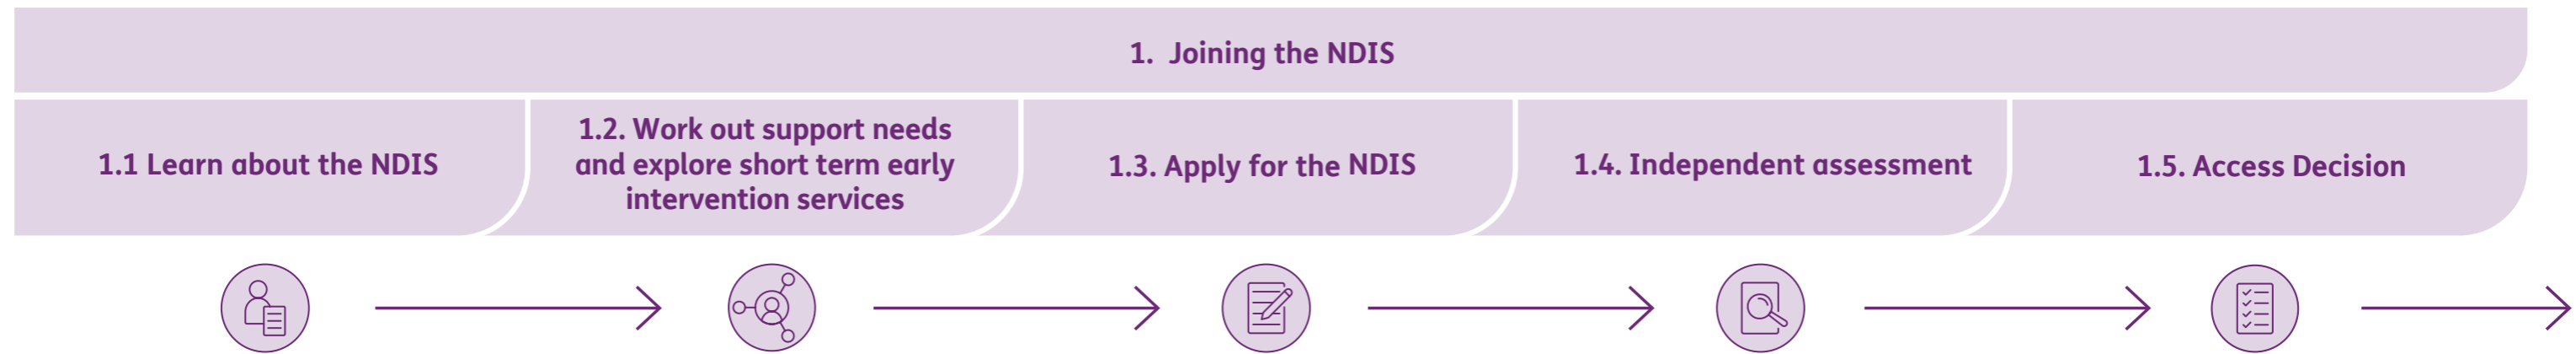 1. Joining the NDIS
1.1 Learn about the NDIS
1.2. Work out support needs
and explore short term early
intervention services
1.3. Apply for the NDIS
1.4. Independent assessment
1.5. Access Decision